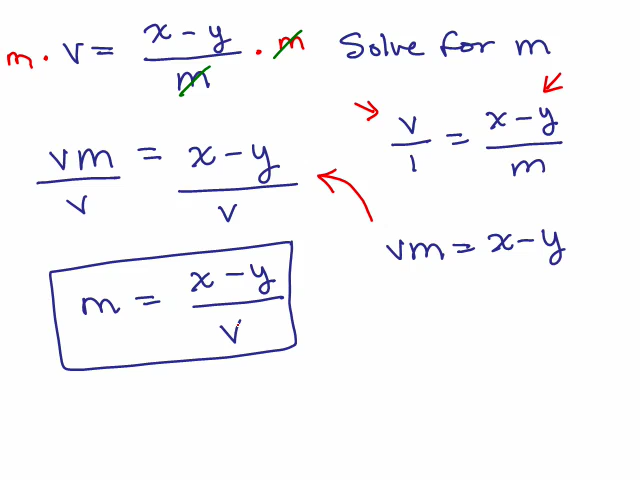 m · v = (x - y)/m · m Solve for m
v/1 = (x - y)/m
vm/v = (x - y)/v
vm = x - y
m = (x - y)/v